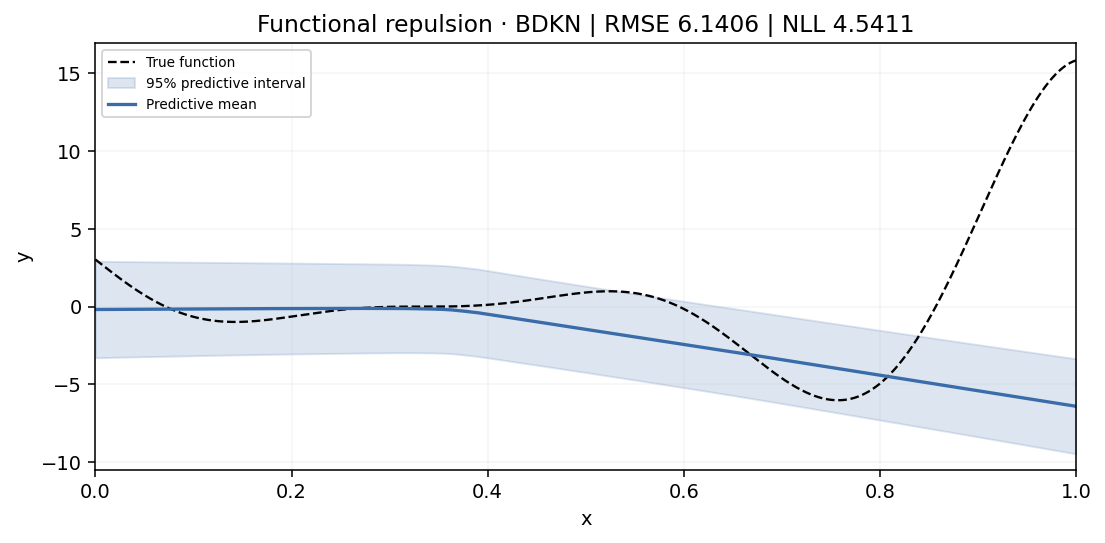 Functional repulsion · BDKN | RMSE 6.1406 | NLL 4.5411
True function
95% predictive interval
Predictive mean
y
15
10
5
0
−5
−10
0.0 0.2 0.4 0.6 0.8 1.0
x